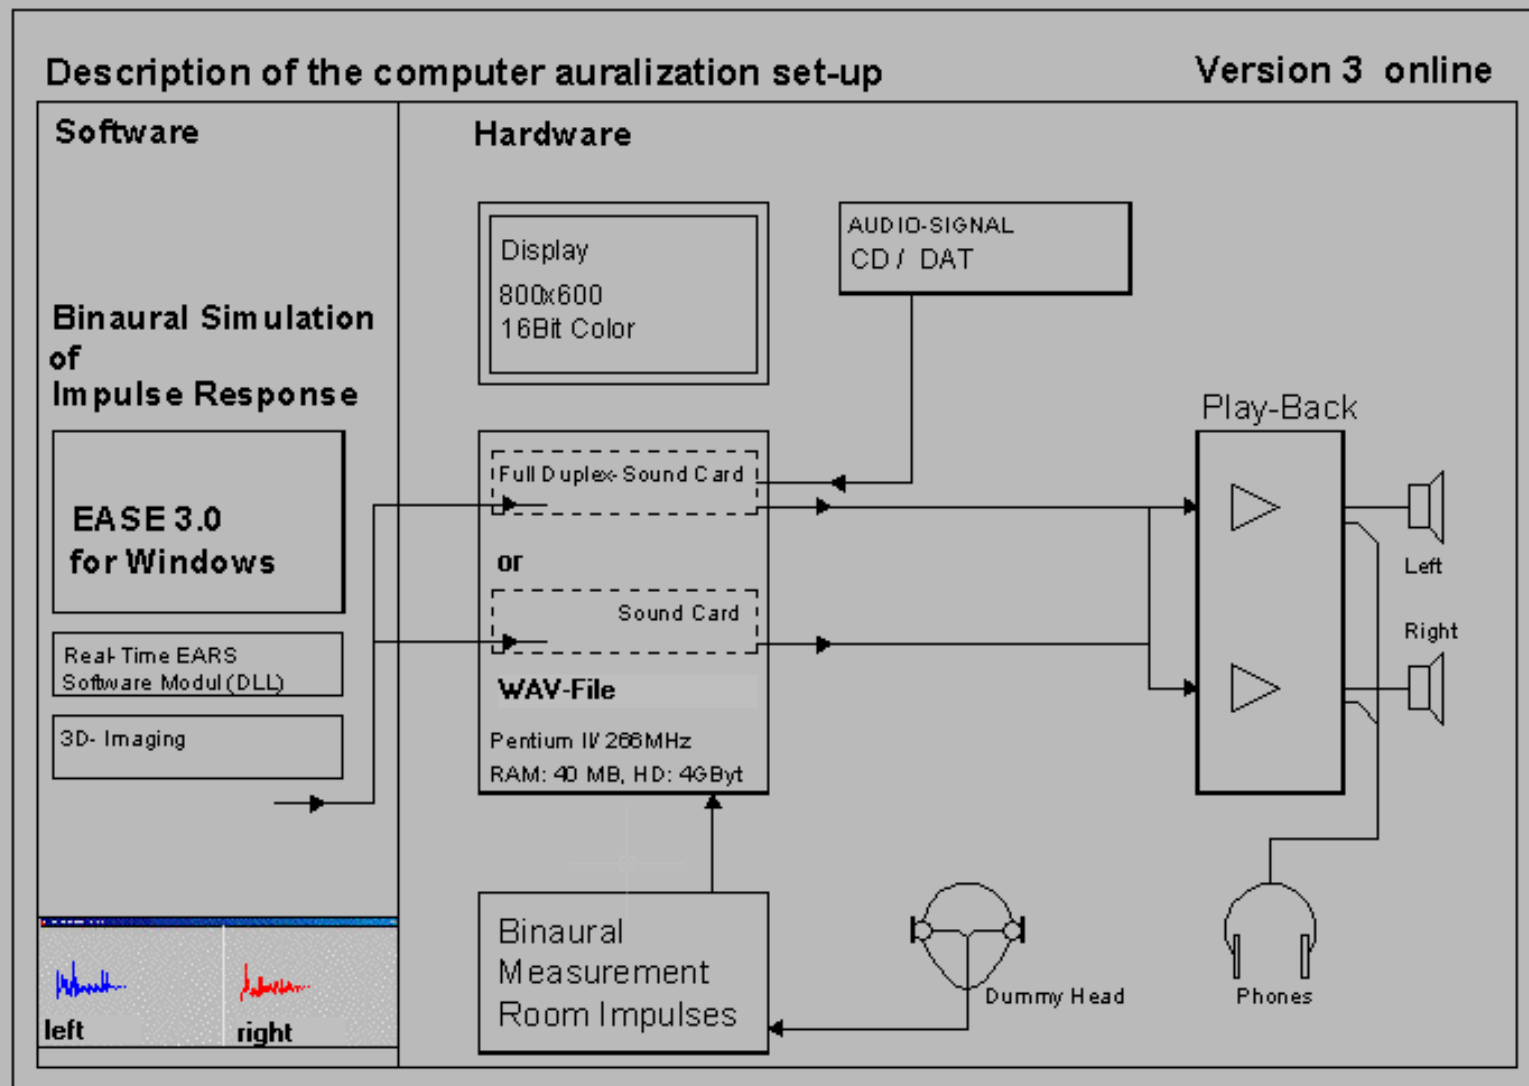 Description of the computer auralization set-up
Version 3 online
Software
Binaural Simulation
of
Impulse Response
EASE 3.0
for Windows
Real-Time EARS
Software Modul (DLL)
3D- Imaging
left
right
Hardware
Display
800x600
16Bit Color
AUDIO-SIGNAL
CD / DAT
Full Duplex-Sound Card
or
Sound Card
WAV-File
Pentium II/ 266MHz
RAM: 40 MB, HD: 4GByt
Binaural
Measurement
Room Impulses
Dummy Head
Play-Back
Left
Right
Phones